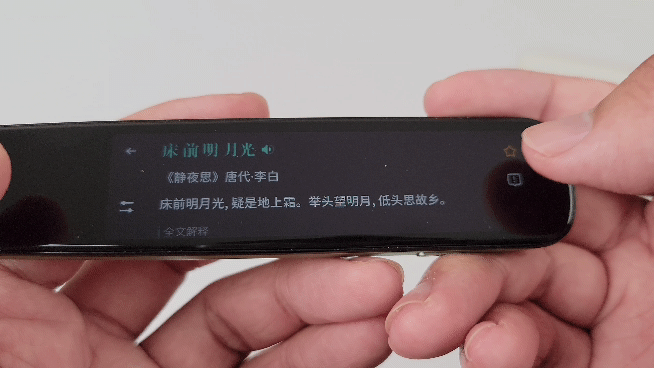 床前明月光
《静夜思》唐代·李白
床前明月光,疑是地上霜。举头望明月,低头思故乡。
全文解释